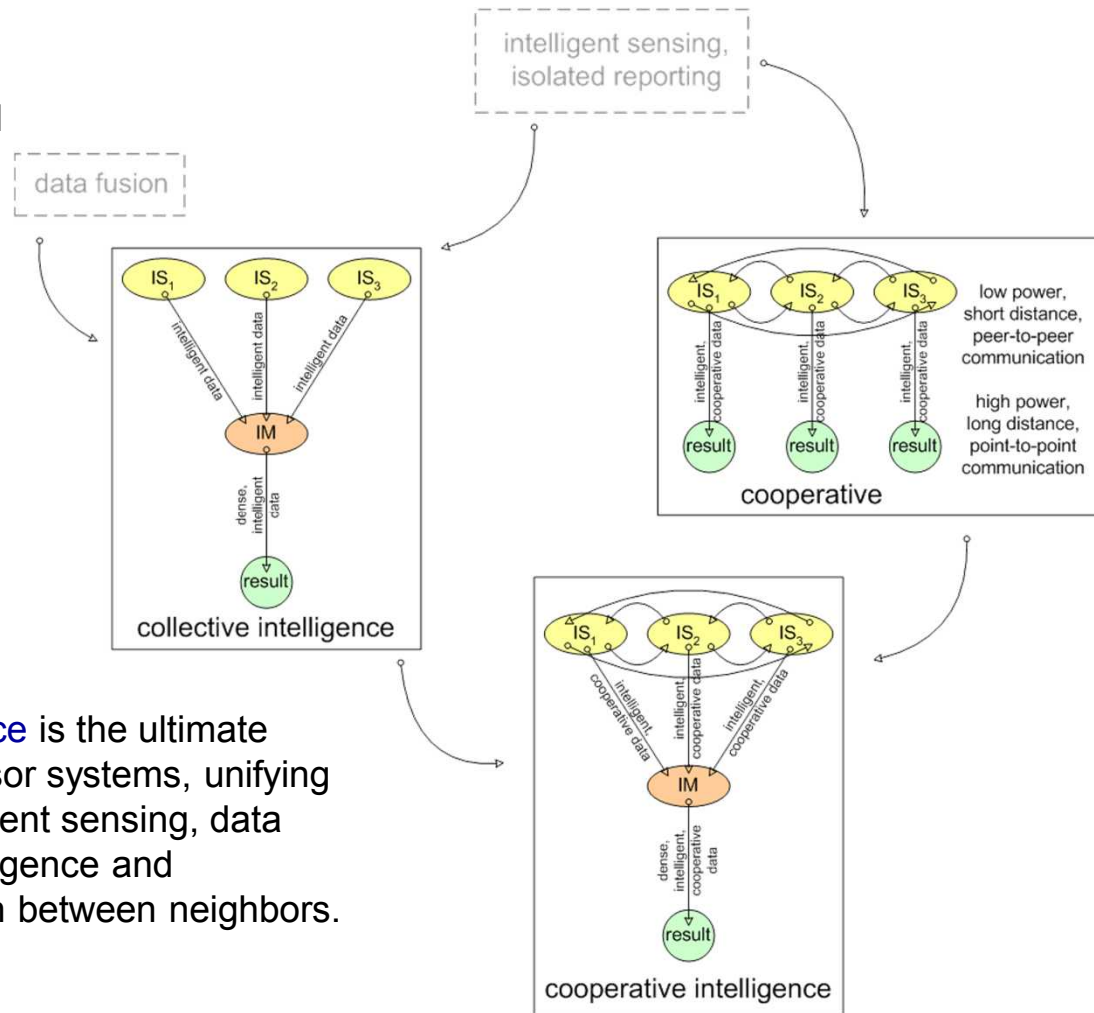 intelligent sensing,
isolated reporting
data fusion
IS1
IS2
IS3
intelligent data
intelligent data
intelligent data
IM
dense,
intelligent
data
result
collective intelligence
IS1
IS2
IS3
low power,
short distance,
peer-to-peer
communication
intelligent,
cooperative data
intelligent,
cooperative data
intelligent,
cooperative data
high power,
long distance,
point-to-point
communication
result
result
result
cooperative
IS1
IS2
IS3
intelligent,
cooperative data
intelligent,
cooperative data
intelligent,
cooperative data
IM
dense,
intelligent,
cooperative
data
result
cooperative intelligence
is the ultimate
systems, unifying
sensing, data
and
between neighbors.